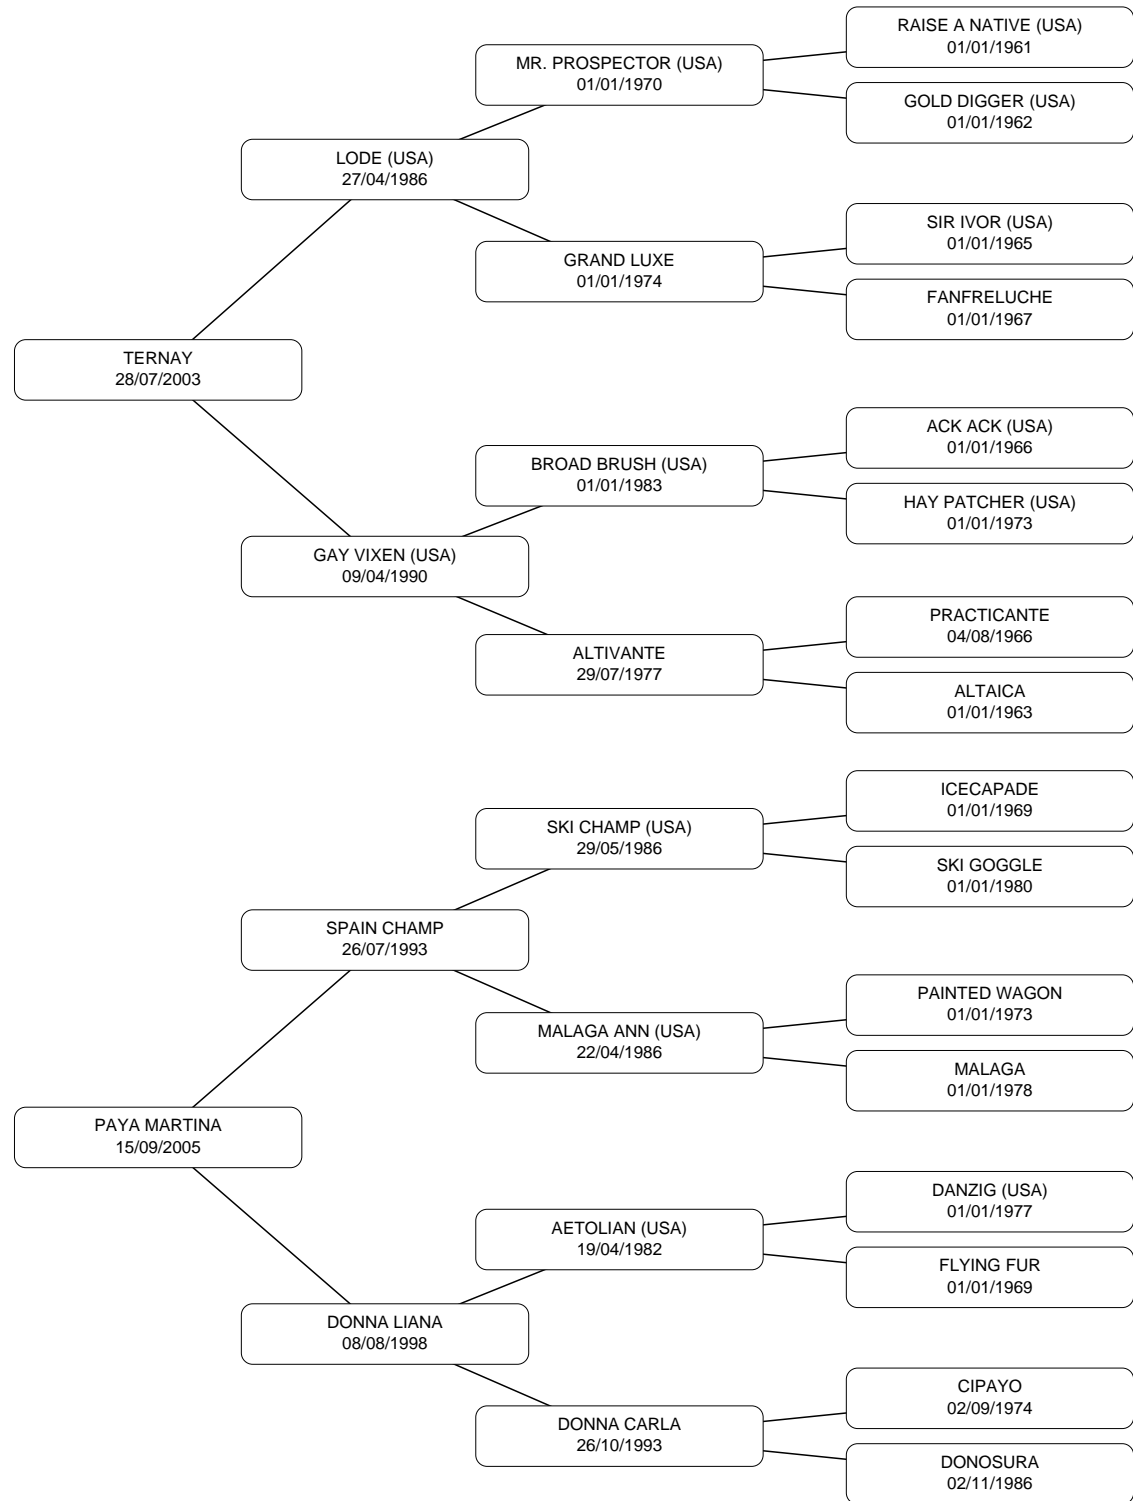 RAISE A NATIVE (USA)
01/01/1961
MR. PROSPECTOR (USA)
01/01/1970
GOLD DIGGER (USA)
01/01/1962
LODE (USA)
27/04/1986
SIR IVOR (USA)
01/01/1965
GRAND LUXE
01/01/1974
FANFRELUCHE
01/01/1967
TERNAY
28/07/2003
ACK ACK (USA)
01/01/1966
BROAD BRUSH (USA)
01/01/1983
HAY PATCHER (USA)
01/01/1973
GAY VIXEN (USA)
09/04/1990
PRACTICANTE
04/08/1966
ALTIVANTE
29/07/1977
ALTAICA
01/01/1963
ICECAPADE
01/01/1969
SKI CHAMP (USA)
29/05/1986
SKI GOGGLE
01/01/1980
SPAIN CHAMP
26/07/1993
PAINTED WAGON
01/01/1973
MALAGA ANN (USA)
22/04/1986
MALAGA
01/01/1978
PAYA MARTINA
15/09/2005
DANZIG (USA)
01/01/1977
AETOLIAN (USA)
19/04/1982
FLYING FUR
01/01/1969
DONNA LIANA
08/08/1998
CIPAYO
02/09/1974
DONNA CARLA
26/10/1993
DONOSURA
02/11/1986